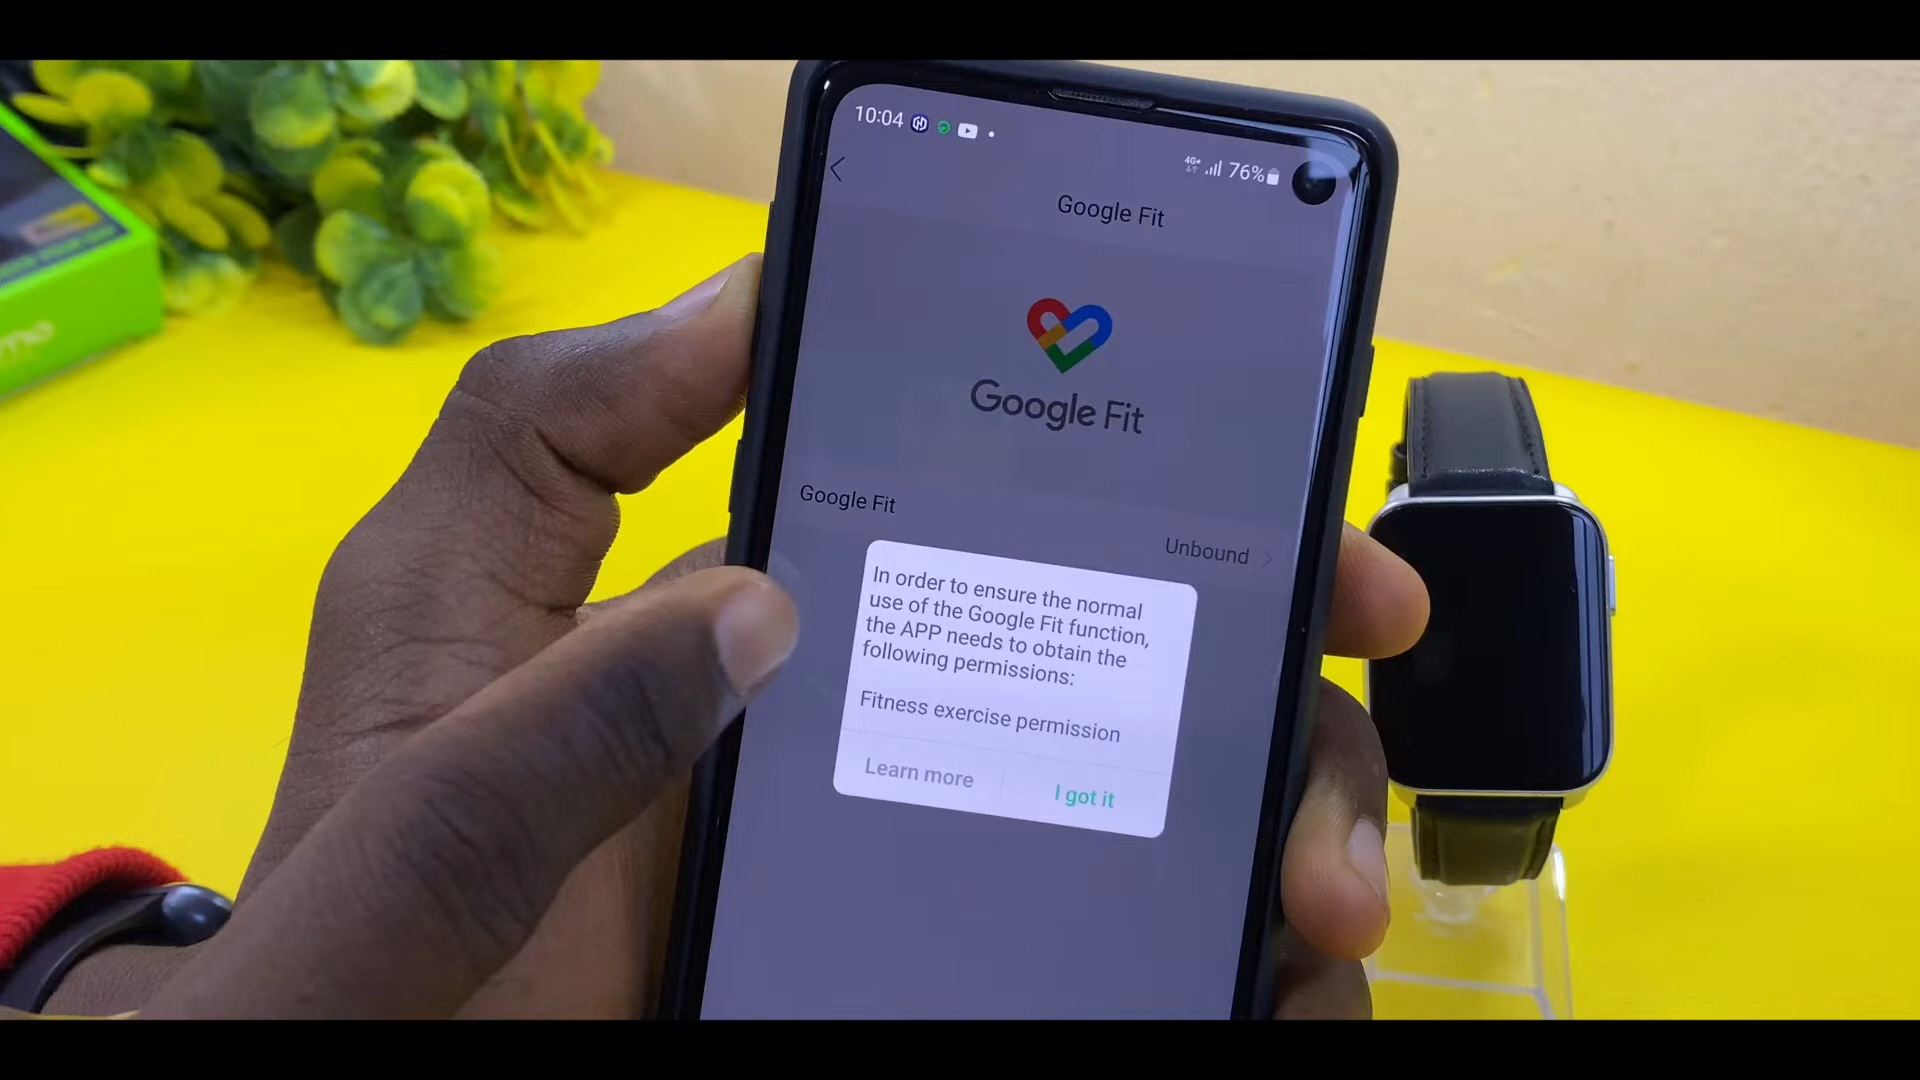 10:04
4G+ 76%
Google Fit
Google Fit
Google Fit
Unbound
In order to ensure the normal
use of the Google Fit function,
the APP needs to obtain the
following permissions:
Fitness exercise permission
Learn more
I got it